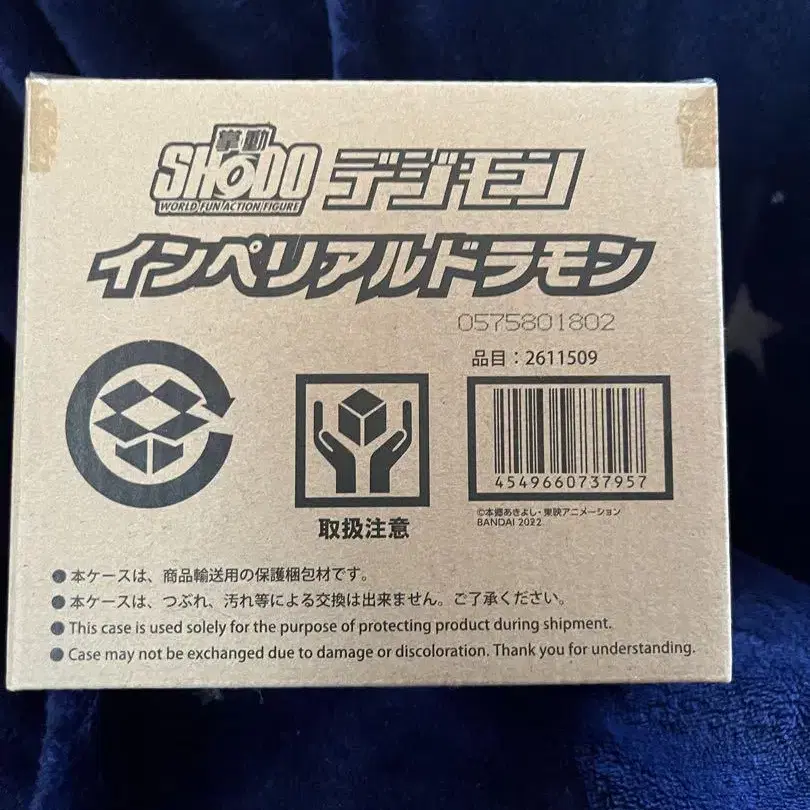 掌動
SHODO デジモン
WORLD FUN ACTION FIGURE
インペリアルドラモン
0575801802
品目：2611509
4549660737957
©本郷あきよし・東映アニメーション
BANDAI 2022
取扱注意
●本ケースは、商品輸送用の保護梱包材です。
●本ケースは、つぶれ、汚れ等による交換は出来ません。ご了承ください。
●This case is used solely for the purpose of protecting product during shipment.
●Case may not be exchanged due to damage or discoloration. Thank you for understanding.